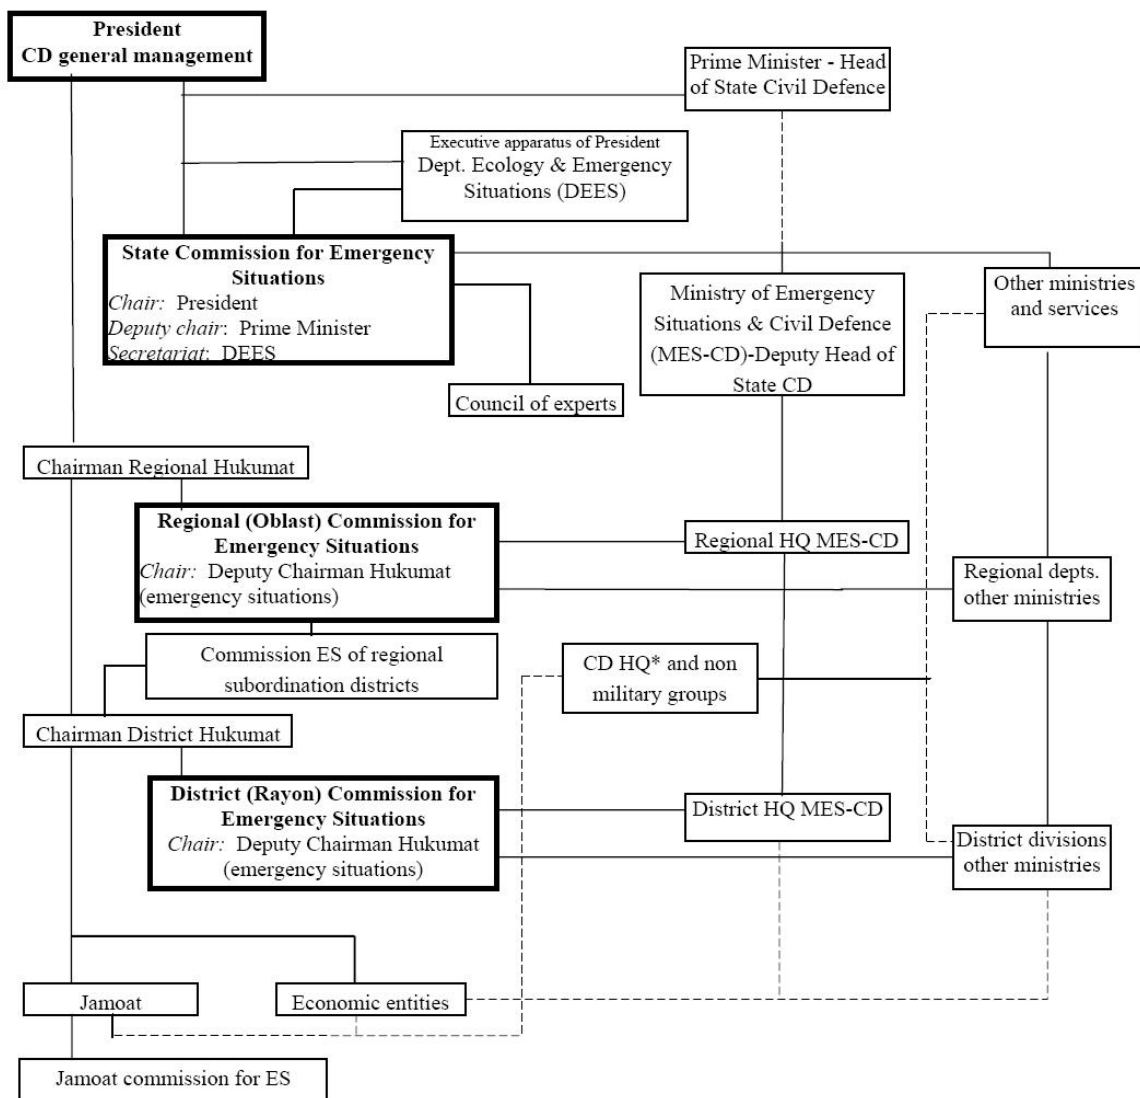 President
CD general management
Prime Minister - Head
of State Civil Defence
Executive apparatus of President
Dept. Ecology & Emergency
Situations (DEES)
State Commission for Emergency
Situations
Chair: President
Deputy chair: Prime Minister
Secretariat: DEES
Ministry of Emergency
Situations & Civil Defence
(MES-CD)-Deputy Head of
State CD
Other ministries
and services
Council of experts
Chairman Regional Hukumat
Regional (Oblast) Commission for
Emergency Situations
Chair: Deputy Chairman Hukumat
(emergency situations)
Regional HQ MES-CD
Regional depts.
other ministries
Commission ES of regional
subordination districts
CD HQ* and non
military groups
Chairman District Hukumat
District (Rayon) Commission for
Emergency Situations
Chair: Deputy Chairman Hukumat
(emergency situations)
District HQ MES-CD
District divisions
other ministries
Jamoat
Economic entities
Jamoat commission for ES